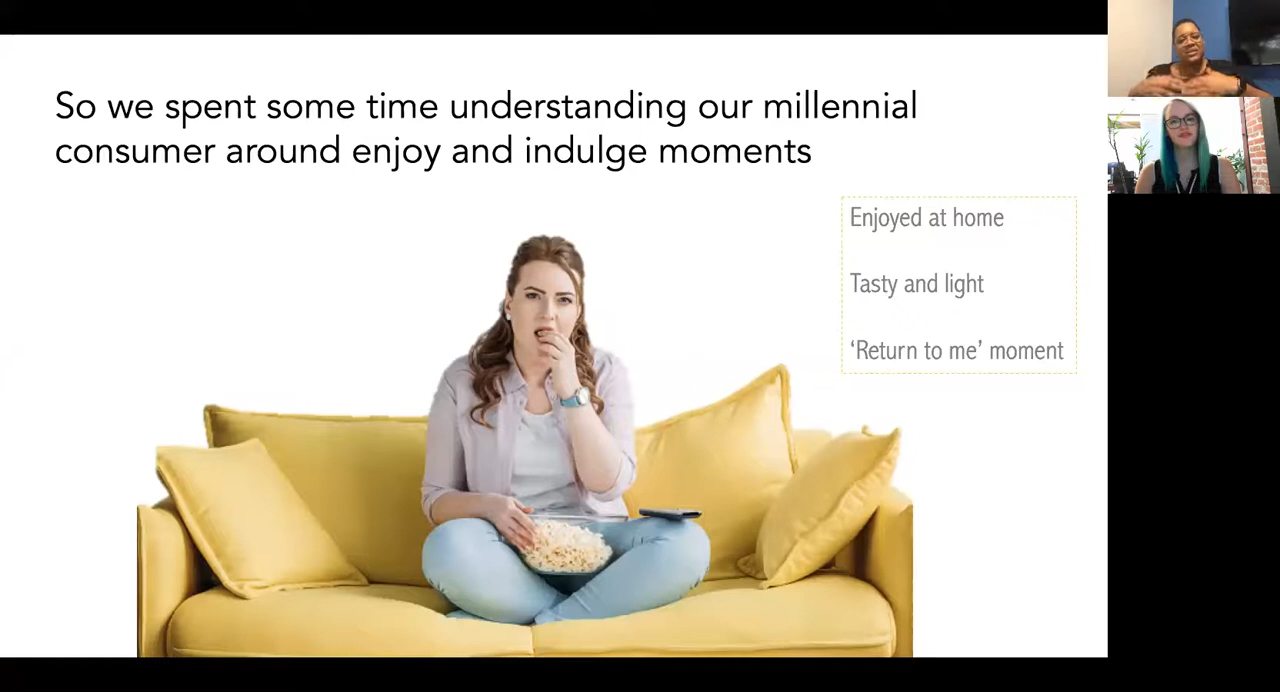 So we spent some time understanding our millennial
consumer around enjoy and indulge moments
Enjoyed at home
Tasty and light
‘Return to me’ moment